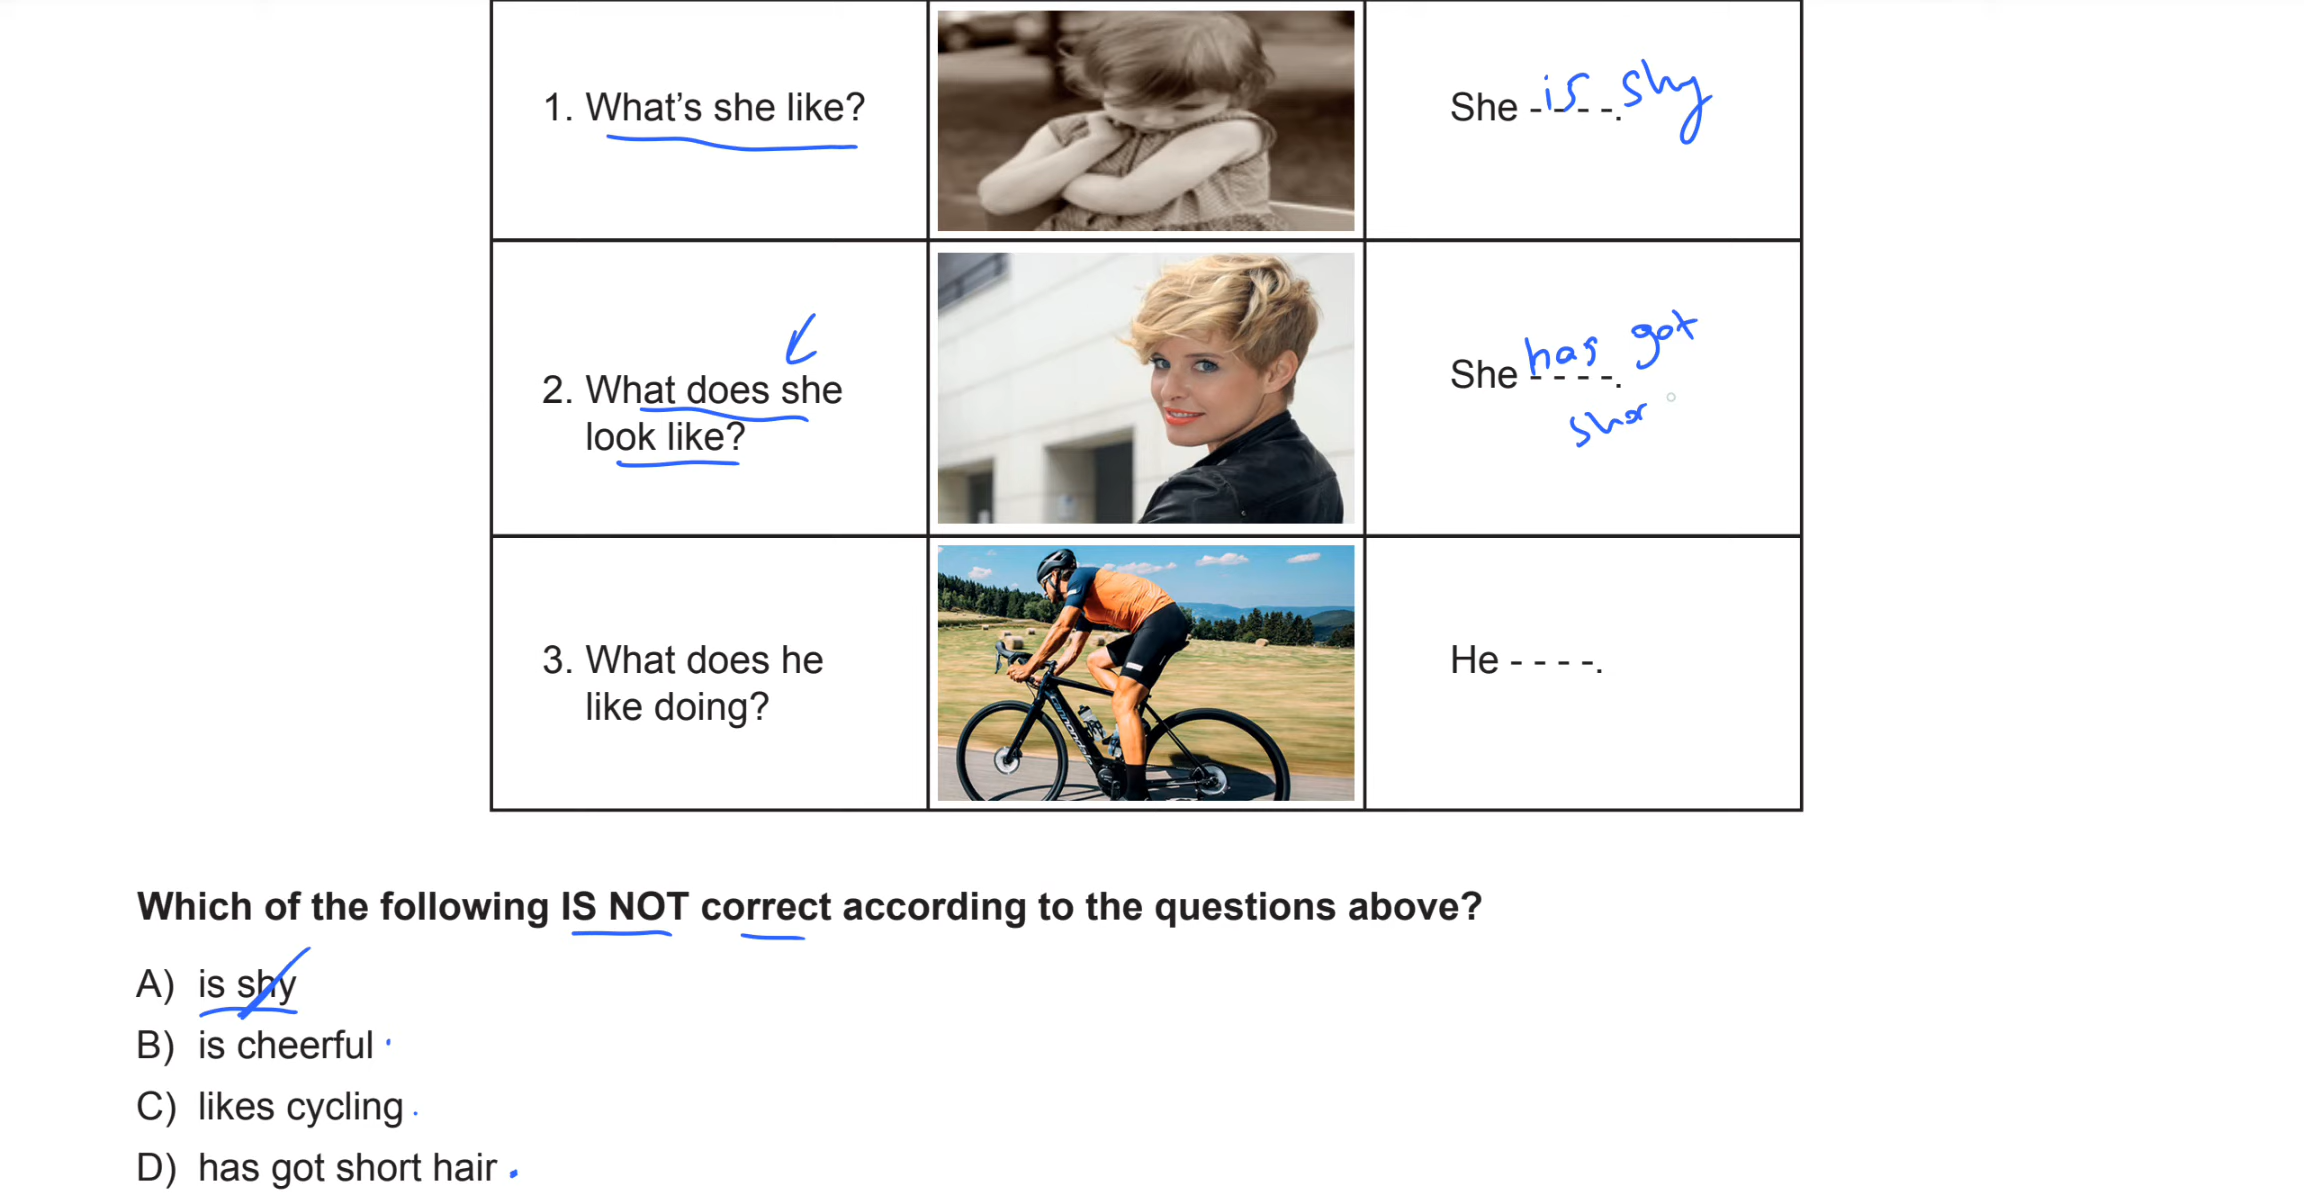 1. What's she like?
She - - - -.
is shy
2. What does she
look like?
She - - - -.
has got
shor
3. What does he
like doing?
cannondale
He - - - -.
Which of the following IS NOT correct according to the questions above?
A) is shy
B) is cheerful
C) likes cycling
D) has got short hair